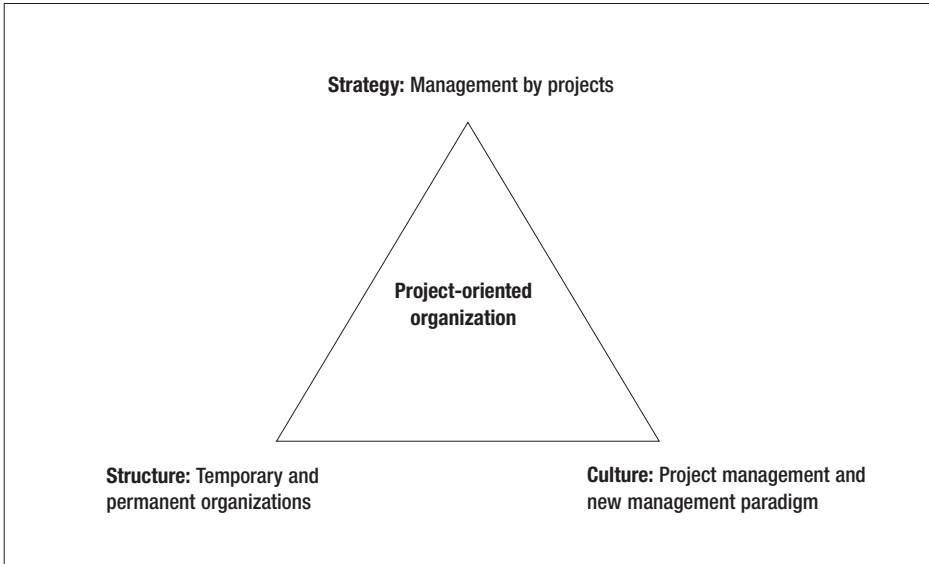 Strategy: Management by projects
Project-oriented
organization
Structure: Temporary and
permanent organizations
Culture: Project management and
new management paradigm